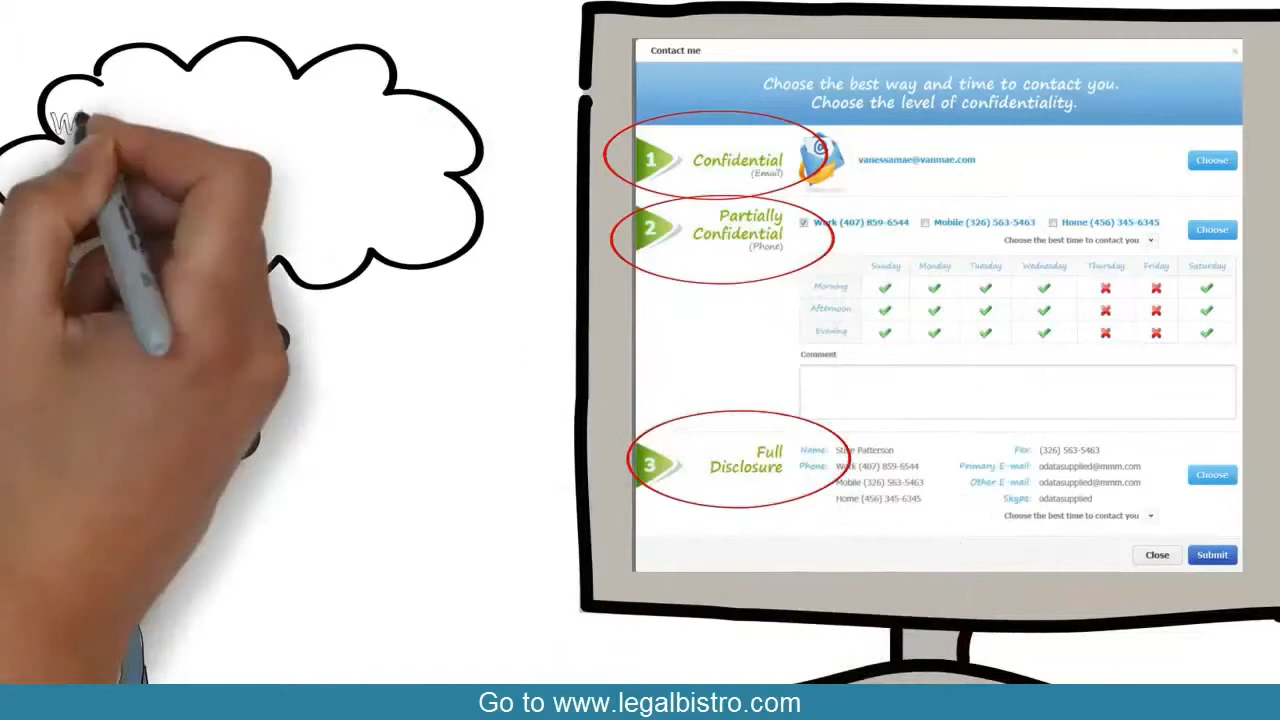 W
Contact me
Choose the best way and time to contact you.
Choose the level of confidentiality.
1 Confidential
(Email)
vanessamae@vanmae.com
Choose
2 Partially
Confidential
(Phone)
Work (407) 859-6544 Mobile (326) 563-5463 Home (456) 345-6345
Choose
Choose the best time to contact you
Sunday Monday Tuesday Wednesday Thursday Friday Saturday
Morning
Afternoon
Evening
Comment
3 Full
Disclosure
Name: Patterson Fax: (326) 563-5463
Phone: Work (407) 859-6544 Primary E-mail: odatasupplied@mmm.com
Mobile (326) 563-5463 Other E-mail: odatasupplied@mmm.com
Home (456) 345-6345 Skype: odatasupplied
Choose
Choose the best time to contact you
Close Submit
Go to www.legalbistro.com